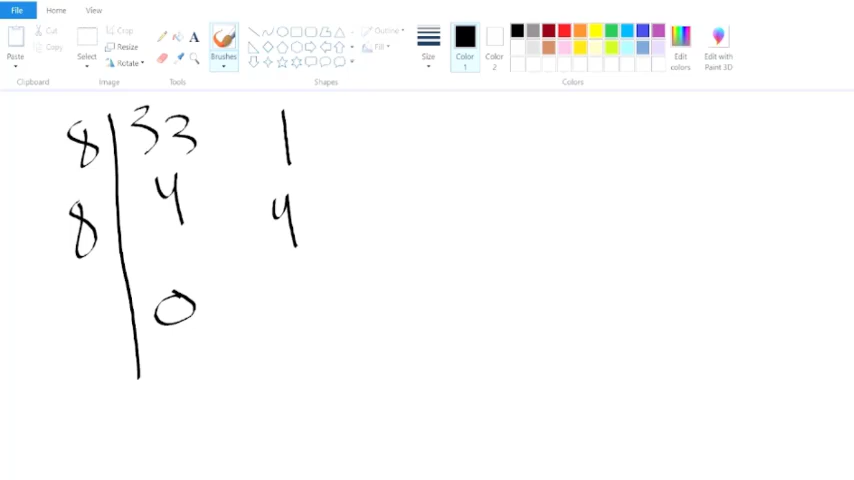 File Home View
Cut
Copy
Paste
Clipboard
Select
Crop
Resize
Rotate
Image
A
Tools
Brushes
Outline
Fill
Shapes
Size
Color 1
Color 2
Edit colors
Edit with Paint 3D
Colors
8 33 1
8 4 4
0